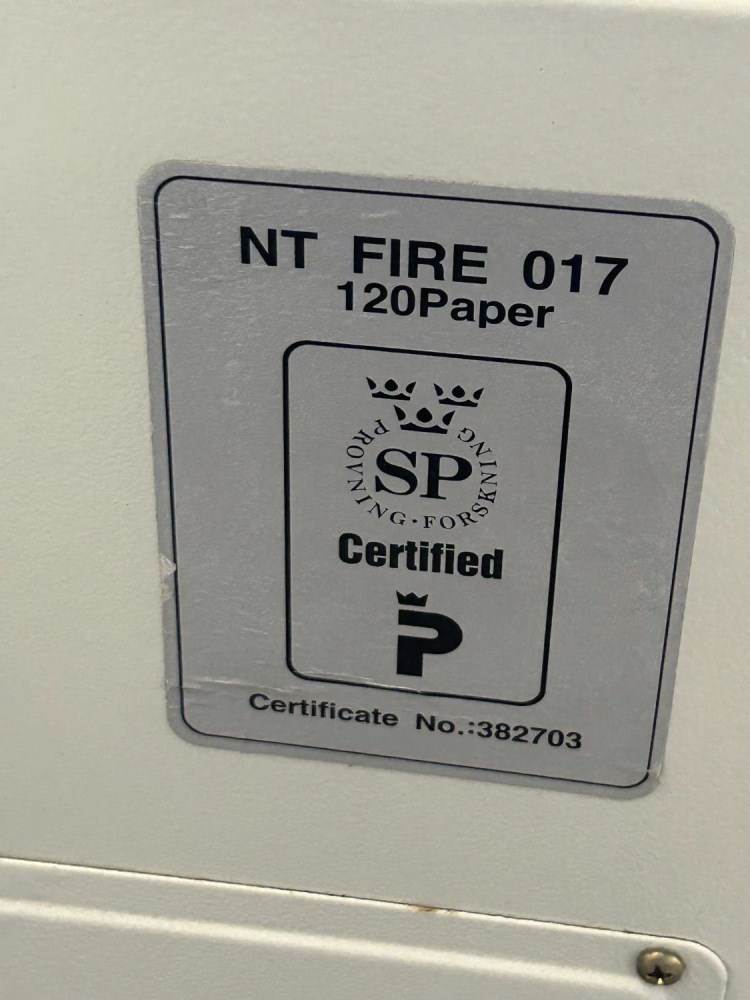 NT FIRE 017
120Paper
PROVNING·FORSKNING
SP
Certified
P
Certificate No.:382703